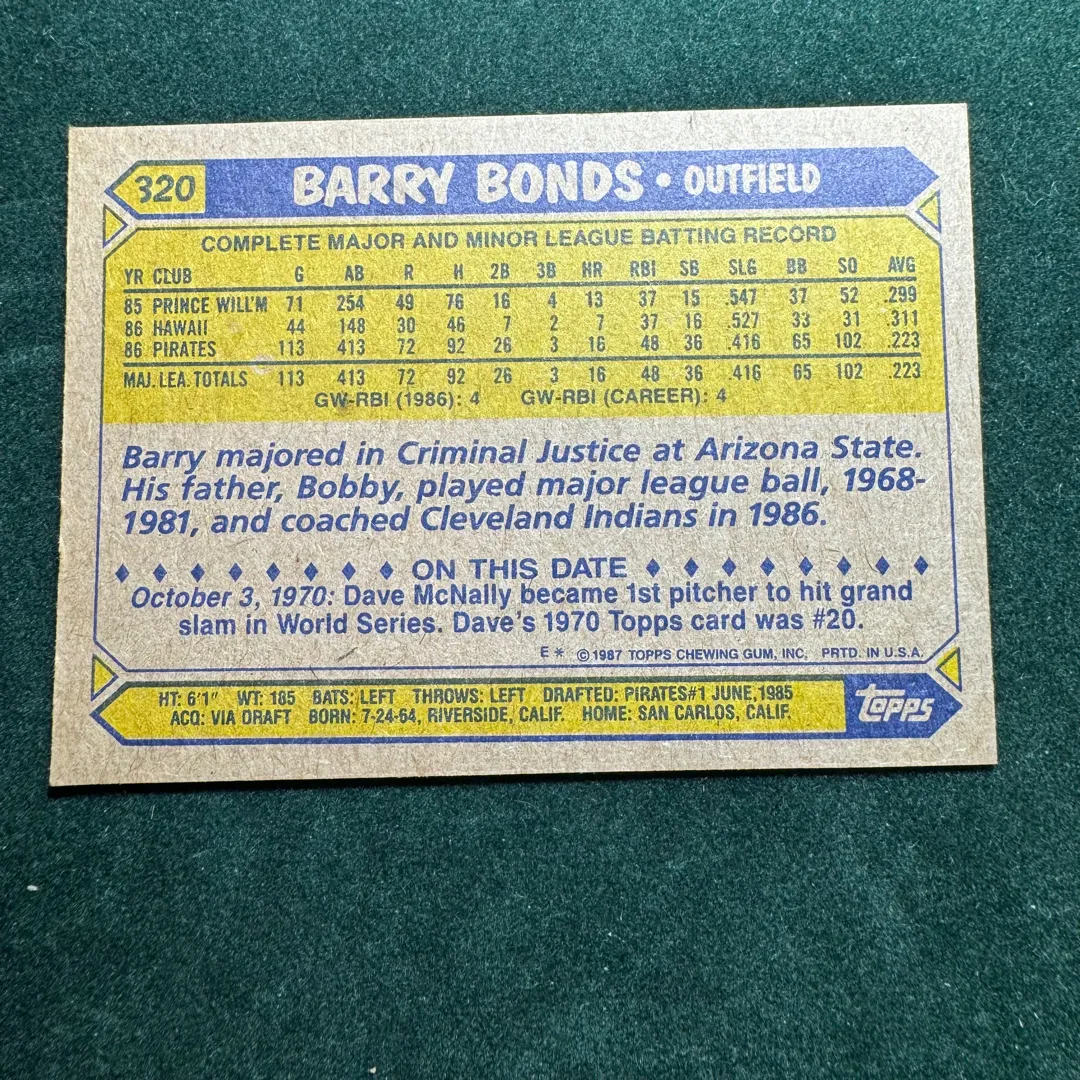 320 BARRY BONDS • OUTFIELD
COMPLETE MAJOR AND MINOR LEAGUE BATTING RECORD
YR CLUB G AB R H 2B 3B HR RBI SB SLG BB SO AVG
85 PRINCE WILL'M 71 254 49 76 16 4 13 37 15 .547 37 52 .299
86 HAWAII 44 148 30 46 7 2 7 37 16 .527 33 31 .311
86 PIRATES 113 413 72 92 26 3 16 48 36 .416 65 102 .223
MAJ. LEA. TOTALS 113 413 72 92 26 3 16 48 36 .416 65 102 .223
GW-RBI (1986): 4 GW-RBI (CAREER): 4
Barry majored in Criminal Justice at Arizona State.
His father, Bobby, played major league ball, 1968-
1981, and coached Cleveland Indians in 1986.
♦ ♦ ♦ ♦ ♦ ♦ ♦ ♦ ON THIS DATE ♦ ♦ ♦ ♦ ♦ ♦ ♦ ♦
October 3, 1970: Dave McNally became 1st pitcher to hit grand
slam in World Series. Dave's 1970 Topps card was #20.
E * © 1987 TOPPS CHEWING GUM, INC. PRTD. IN U.S.A.
HT: 6'1" WT: 185 BATS: LEFT THROWS: LEFT DRAFTED: PIRATES#1 JUNE, 1985
ACQ: VIA DRAFT BORN: 7-24-64, RIVERSIDE, CALIF. HOME: SAN CARLOS, CALIF.
Topps